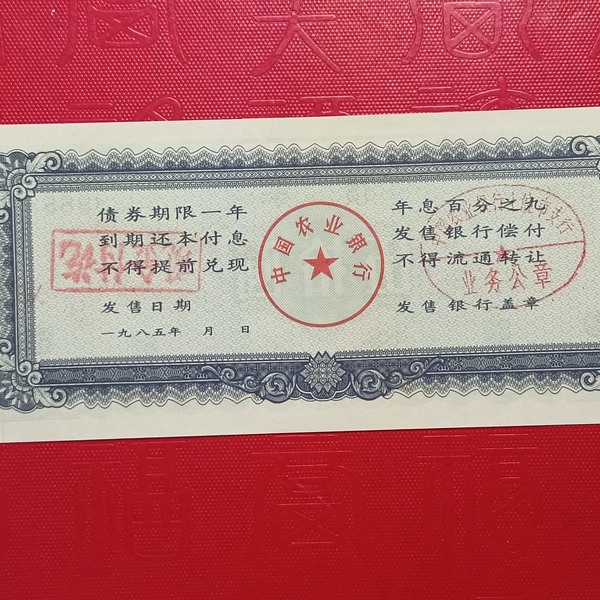 债券期限一年
到期还本付息
不得提前兑现
发售日期
一九八五年 月 日
中国农业银行
年息百分之九
发售银行偿付
不得流通转让
发售银行盖章
业务公章